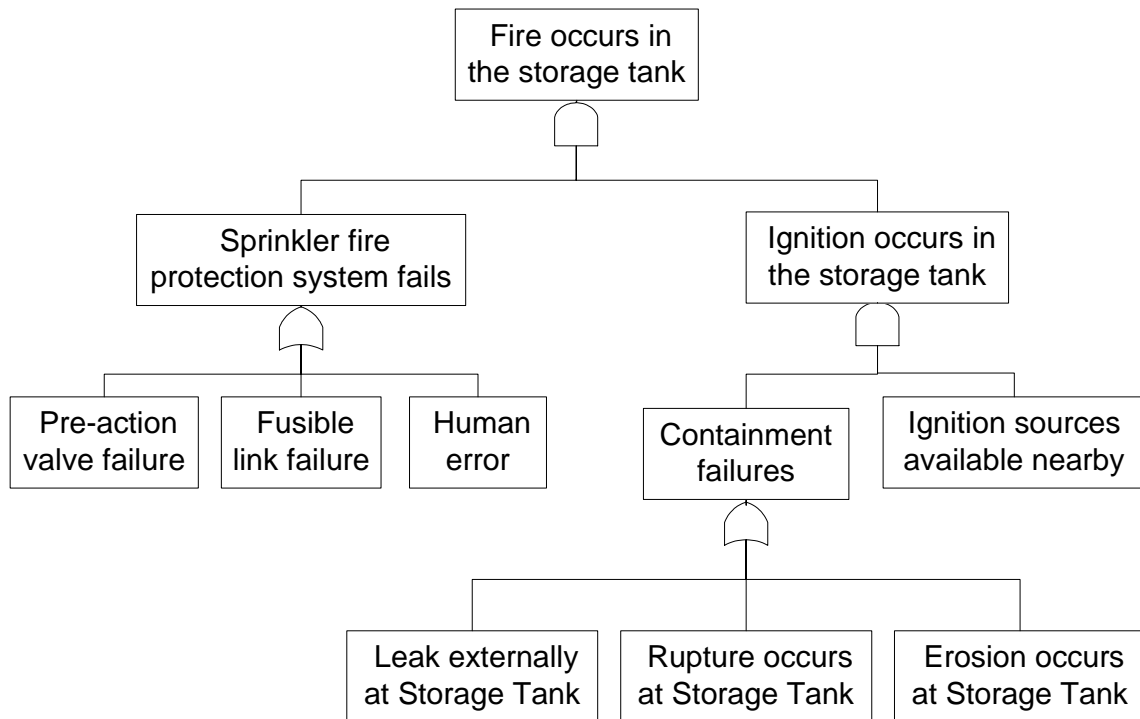 Fire occurs in
the storage tank
Sprinkler fire
protection system fails
Ignition occurs in
the storage tank
Pre-action
valve failure
Fusible
link failure
Human
error
Containment
failures
Ignition sources
available nearby
Leak externally
at Storage Tank
Rupture occurs
at Storage Tank
Erosion occurs
at Storage Tank